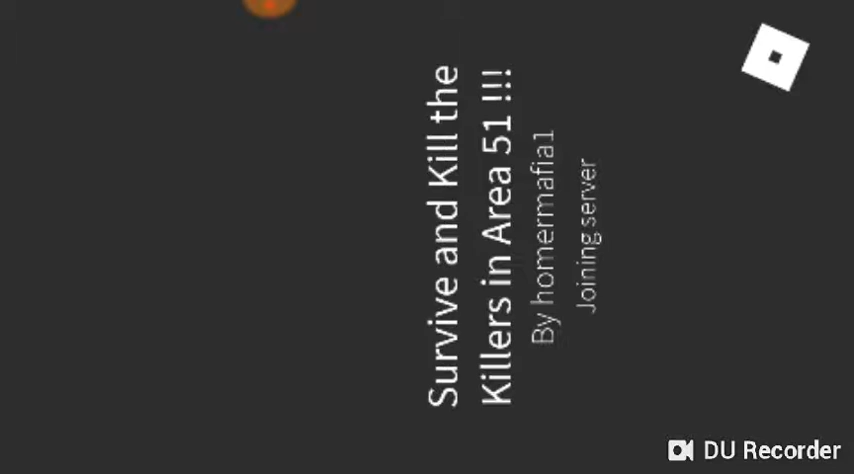 Survive and Kill the
Killers in Area 51 !!!
By homermafia1
Joining server
DU Recorder